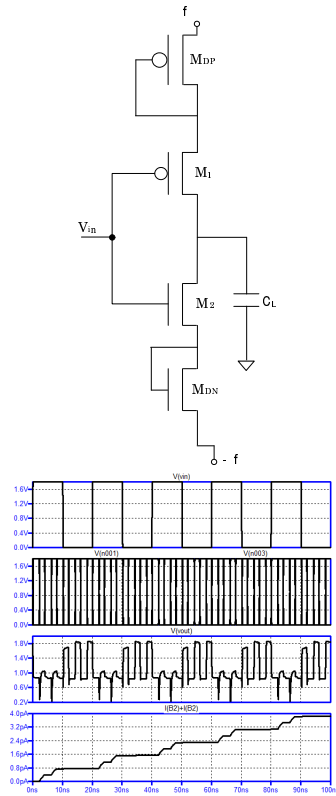 f
MDP
M1
Vin
M2
CL
MDN
- f
V(vin)
1.6V
1.2V
0.8V
0.4V
0.0V
V(n001) V(n003)
1.6V
1.2V
0.8V
0.4V
0.0V
V(vout)
1.8V
1.4V
1.0V
0.6V
0.2V
I(B2)+I(B2)
4.0pA
3.2pA
2.4pA
1.6pA
0.8pA
0.0pA
0ns 10ns 20ns 30ns 40ns 50ns 60ns 70ns 80ns 90ns 100ns